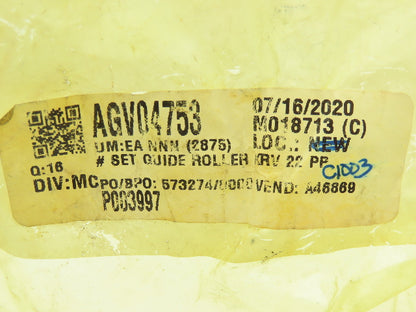 AGV04753 07/16/2020
M018713 (C)
UM:EA NNN (2875) LOC.: NEW
# SET GUIDE ROLLER KRV 22 PP
C1003
Q:16
DIV:MC PO/BPO: 573274/0000 VEND: A46869
P003997